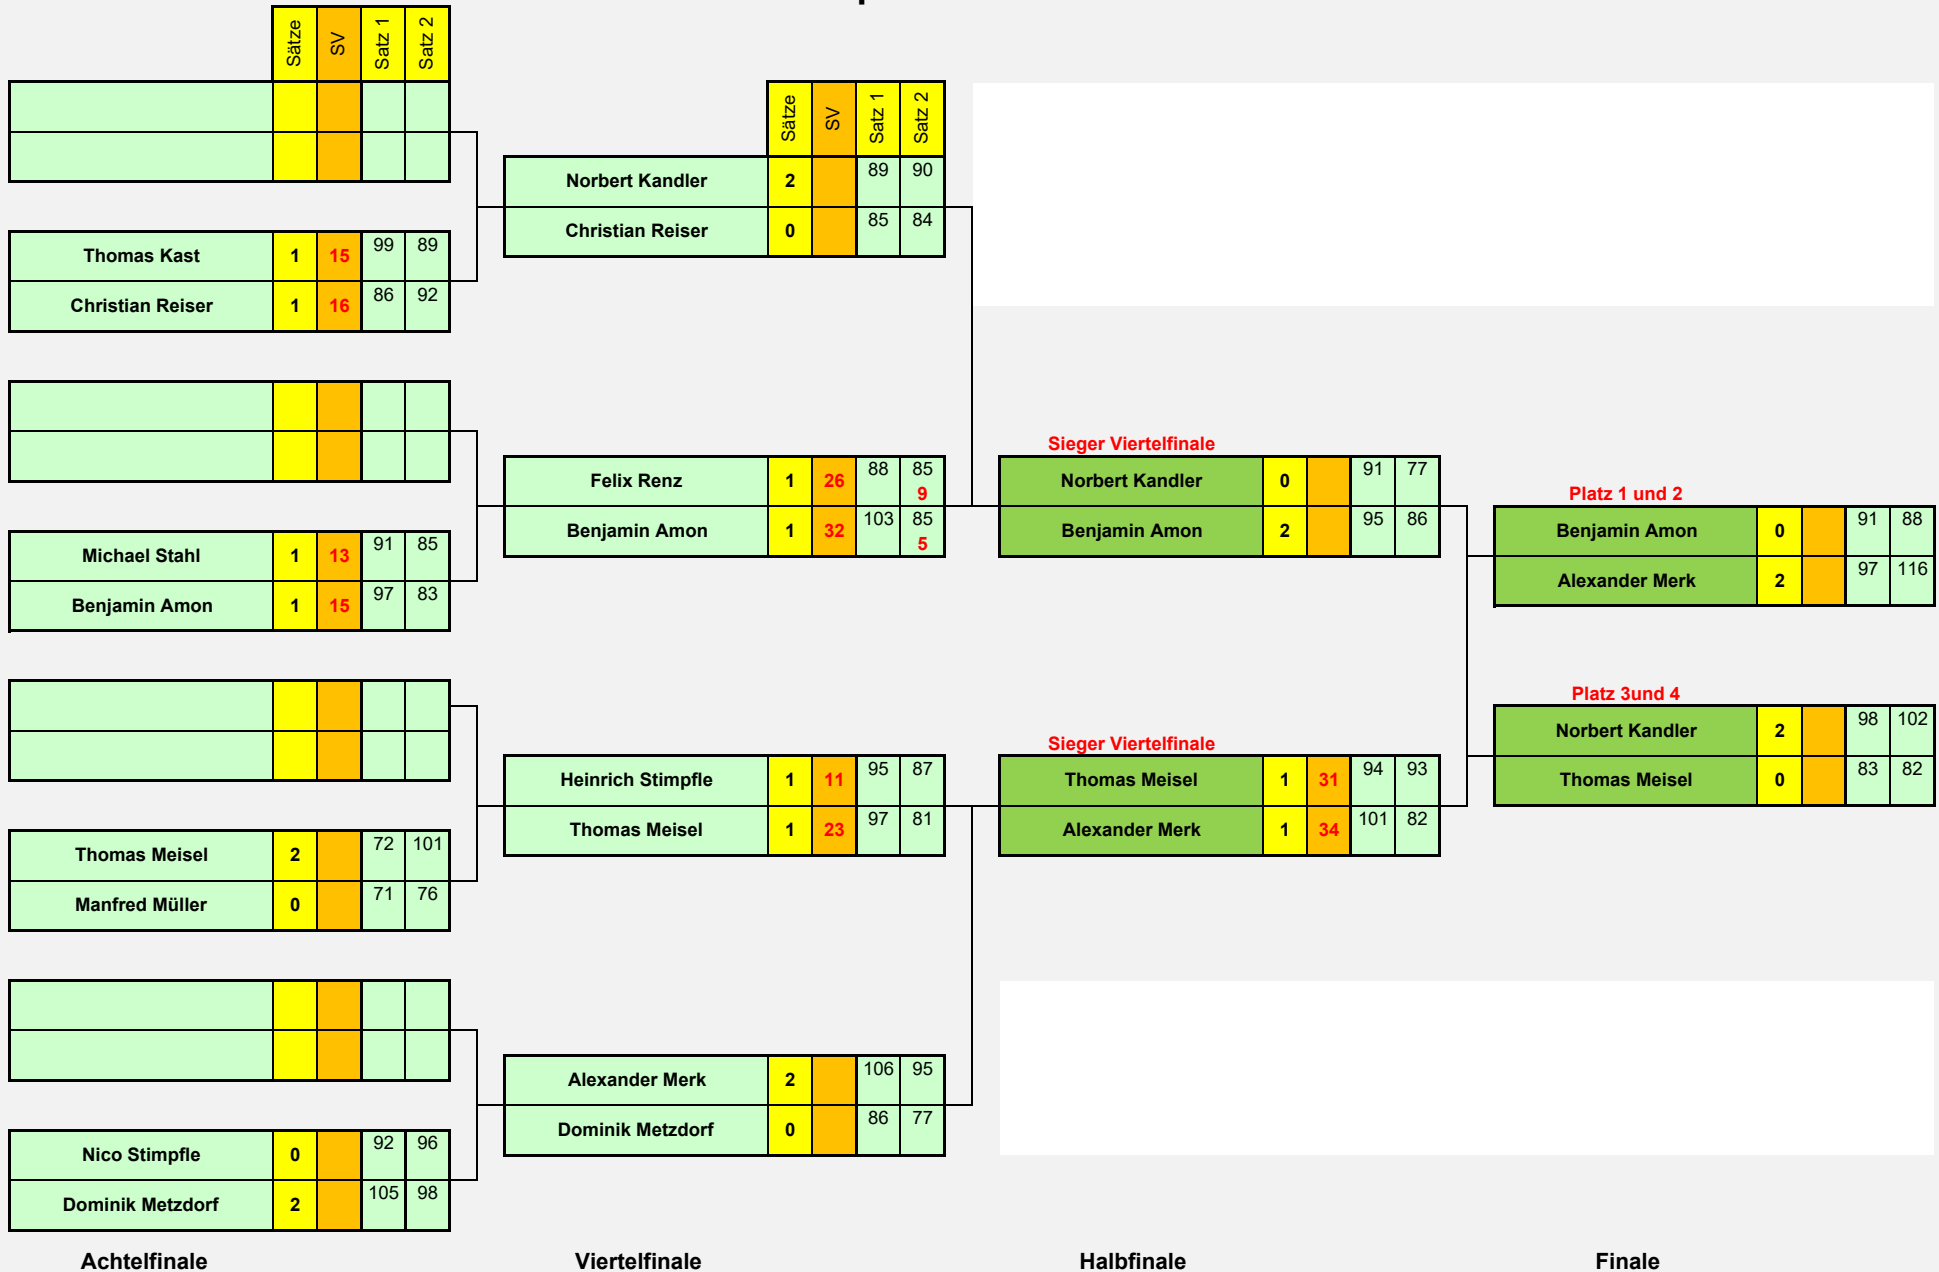 Sätze SV Satz 1 Satz 2
Thomas Kast 1 15 99 89
Christian Reiser 1 16 86 92
Michael Stahl 1 13 91 85
Benjamin Amon 1 15 97 83
Thomas Meisel 2 72 101
Manfred Müller 0 71 76
Nico Stimpfle 0 92 96
Dominik Metzdorf 2 105 98
Achtelfinale
Sätze SV Satz 1 Satz 2
Norbert Kandler 2 89 90
Christian Reiser 0 85 84
Felix Renz 1 26 88 85
9
Benjamin Amon 1 32 103 85
5
Heinrich Stimpfle 1 11 95 87
Thomas Meisel 1 23 97 81
Alexander Merk 2 106 95
Dominik Metzdorf 0 86 77
Viertelfinale
Sieger Viertelfinale
Norbert Kandler 0 91 77
Benjamin Amon 2 95 86
Sieger Viertelfinale
Thomas Meisel 1 31 94 93
Alexander Merk 1 34 101 82
Halbfinale
Platz 1 und 2
Benjamin Amon 0 91 88
Alexander Merk 2 97 116
Platz 3und 4
Norbert Kandler 2 98 102
Thomas Meisel 0 83 82
Finale